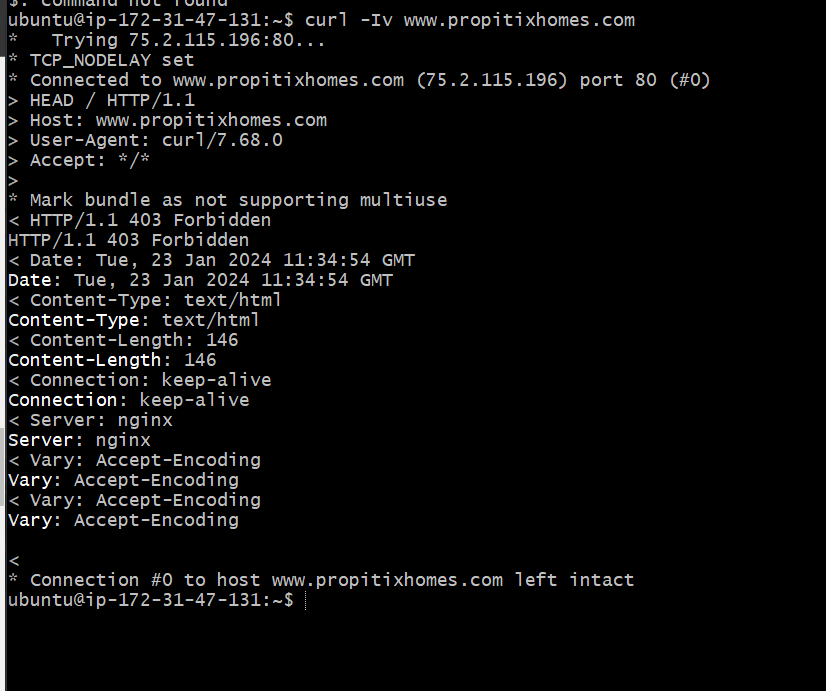 $: command not found
ubuntu@ip-172-31-47-131:~$ curl -Iv www.propitixhomes.com
*   Trying 75.2.115.196:80...
* TCP_NODELAY set
* Connected to www.propitixhomes.com (75.2.115.196) port 80 (#0)
> HEAD / HTTP/1.1
> Host: www.propitixhomes.com
> User-Agent: curl/7.68.0
> Accept: */*
>
* Mark bundle as not supporting multiuse
< HTTP/1.1 403 Forbidden
HTTP/1.1 403 Forbidden
< Date: Tue, 23 Jan 2024 11:34:54 GMT
Date: Tue, 23 Jan 2024 11:34:54 GMT
< Content-Type: text/html
Content-Type: text/html
< Content-Length: 146
Content-Length: 146
< Connection: keep-alive
Connection: keep-alive
< Server: nginx
Server: nginx
< Vary: Accept-Encoding
Vary: Accept-Encoding
< Vary: Accept-Encoding
Vary: Accept-Encoding

<
* Connection #0 to host www.propitixhomes.com left intact
ubuntu@ip-172-31-47-131:~$